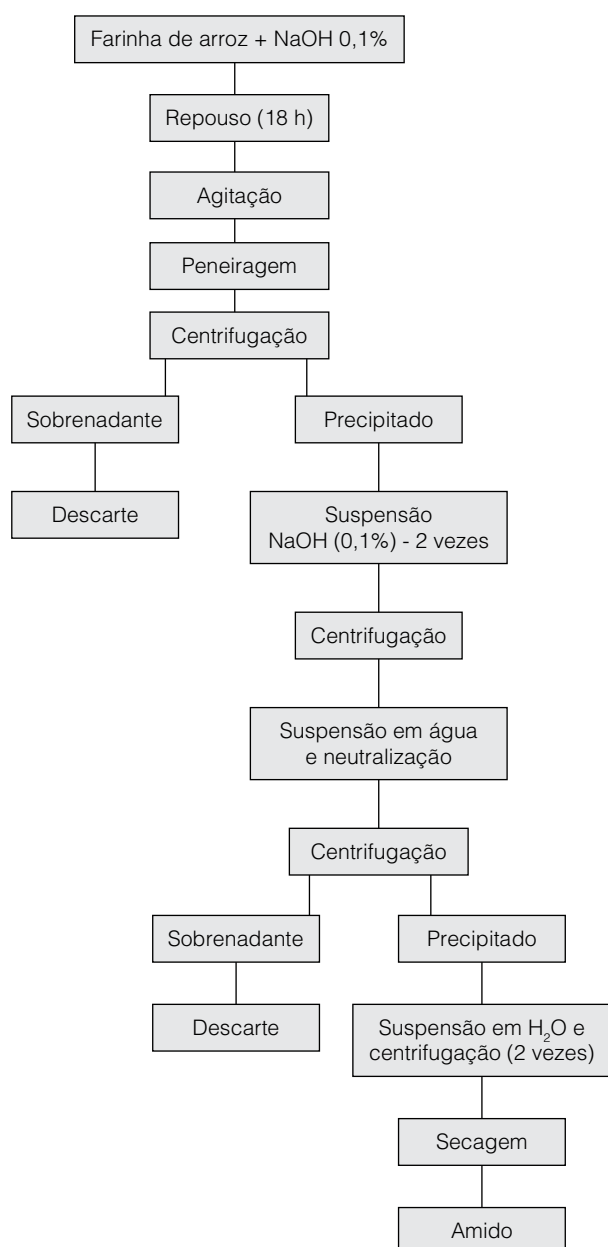 Farinha de arroz + NaOH 0,1%
Repouso (18 h)
Agitação
Peneiragem
Centrifugação
Sobrenadante
Precipitado
Descarte
Suspensão
NaOH (0,1%) - 2 vezes
Centrifugação
Suspensão em água
e neutralização
Centrifugação
Sobrenadante
Precipitado
Descarte
Suspensão em H₂O e
centrifugação (2 vezes)
Secagem
Amido